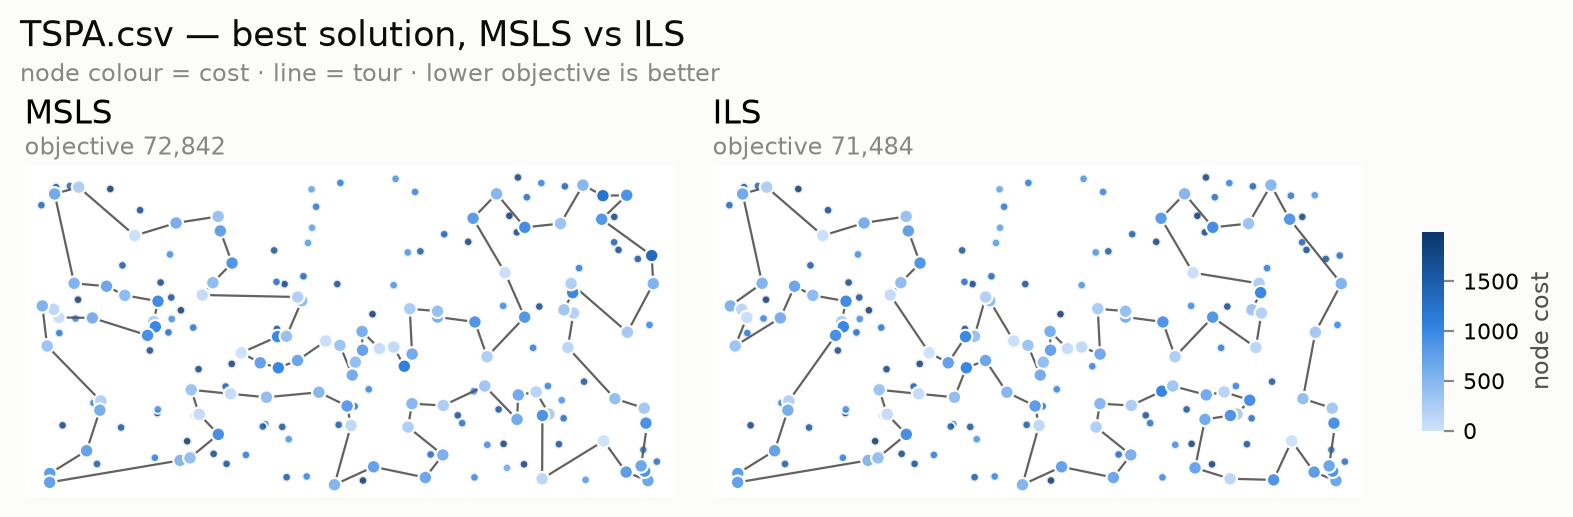 TSPA.csv — best solution, MSLS vs ILS
node colour = cost · line = tour · lower objective is better
MSLS
objective 72,842
ILS
objective 71,484
1500
1000
500
0
node cost